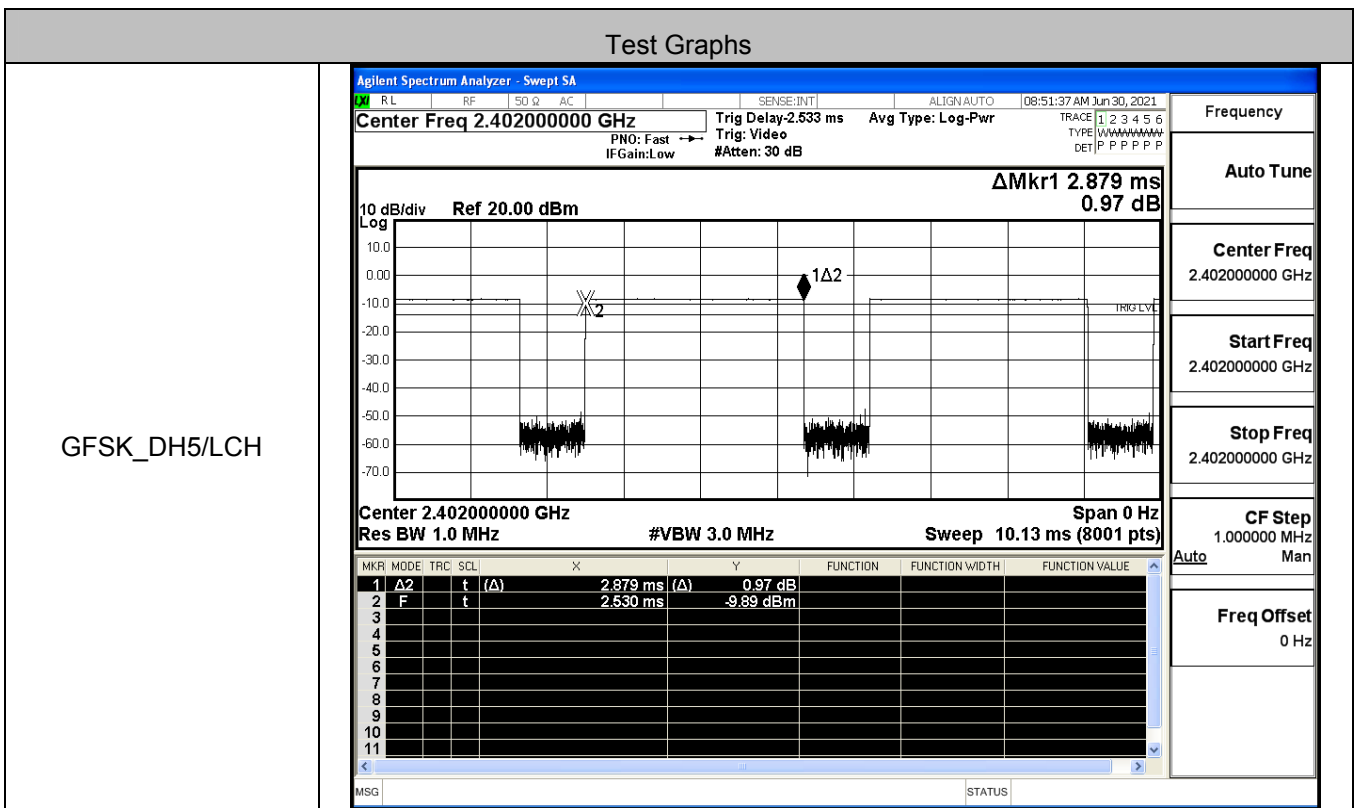 Test Graphs
GFSK_DH5/LCH
Agilent Spectrum Analyzer - Swept SA
LXI RL RF 50 Ω AC SENSE:INT ALIGN AUTO 08:51:37 AM Jun 30, 2021
Center Freq 2.402000000 GHz
PNO: Fast
IFGain:Low
Trig Delay-2.533 ms
Trig: Video
#Atten: 30 dB
Avg Type: Log-Pwr
TRACE 1 2 3 4 5 6
TYPE WWWWWW
DET P P P P P P
ΔMkr1 2.879 ms
0.97 dB
10 dB/div Ref 20.00 dBm
Log
10.0
0.00
-10.0
-20.0
-30.0
-40.0
-50.0
-60.0
-70.0
1Δ2
2
TRIG LVL
Center 2.402000000 GHz Span 0 Hz
Res BW 1.0 MHz #VBW 3.0 MHz Sweep 10.13 ms (8001 pts)
MKR MODE TRC SCL X Y FUNCTION FUNCTION WIDTH FUNCTION VALUE
1 Δ2 t (Δ) 2.879 ms (Δ) 0.97 dB
2 F t 2.530 ms -9.89 dBm
3
4
5
6
7
8
9
10
11
MSG STATUS
Frequency
Auto Tune
Center Freq
2.402000000 GHz
Start Freq
2.402000000 GHz
Stop Freq
2.402000000 GHz
CF Step
1.000000 MHz
Auto Man
Freq Offset
0 Hz